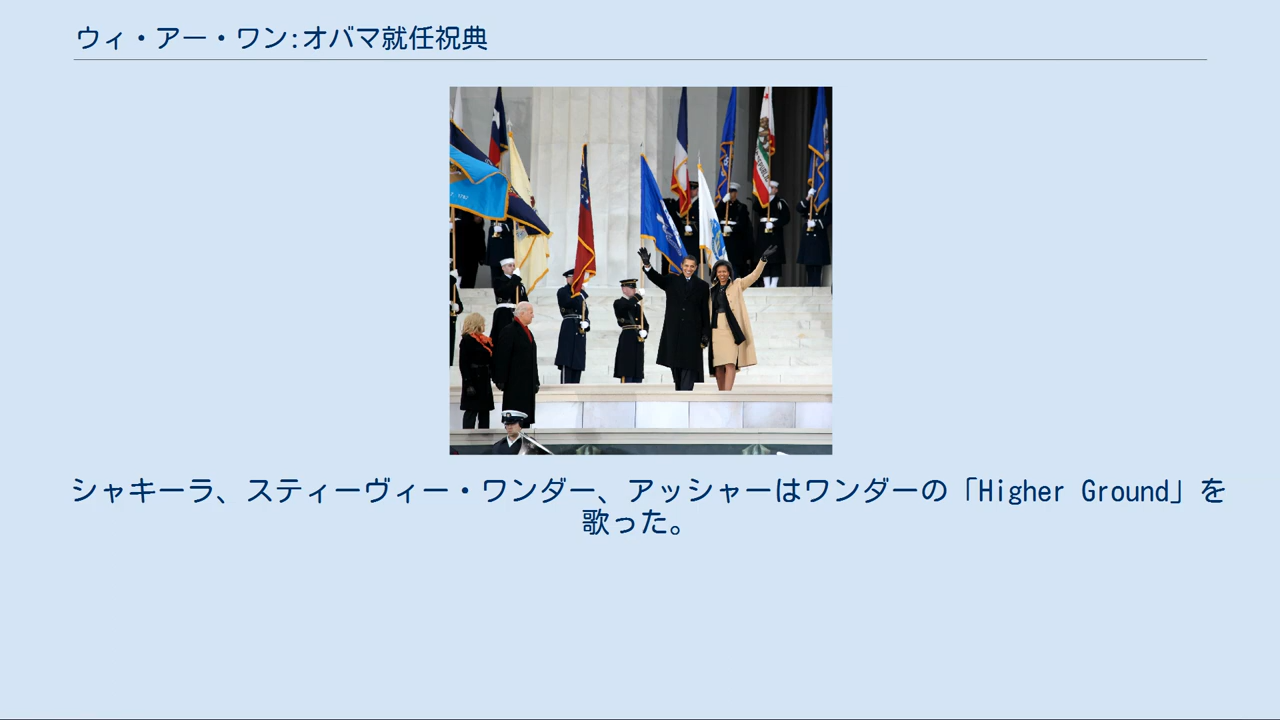 ウィ・アー・ワン:オバマ就任祝典
シャキーラ、スティーヴィー・ワンダー、アッシャーはワンダーの「Higher Ground」を
歌った。